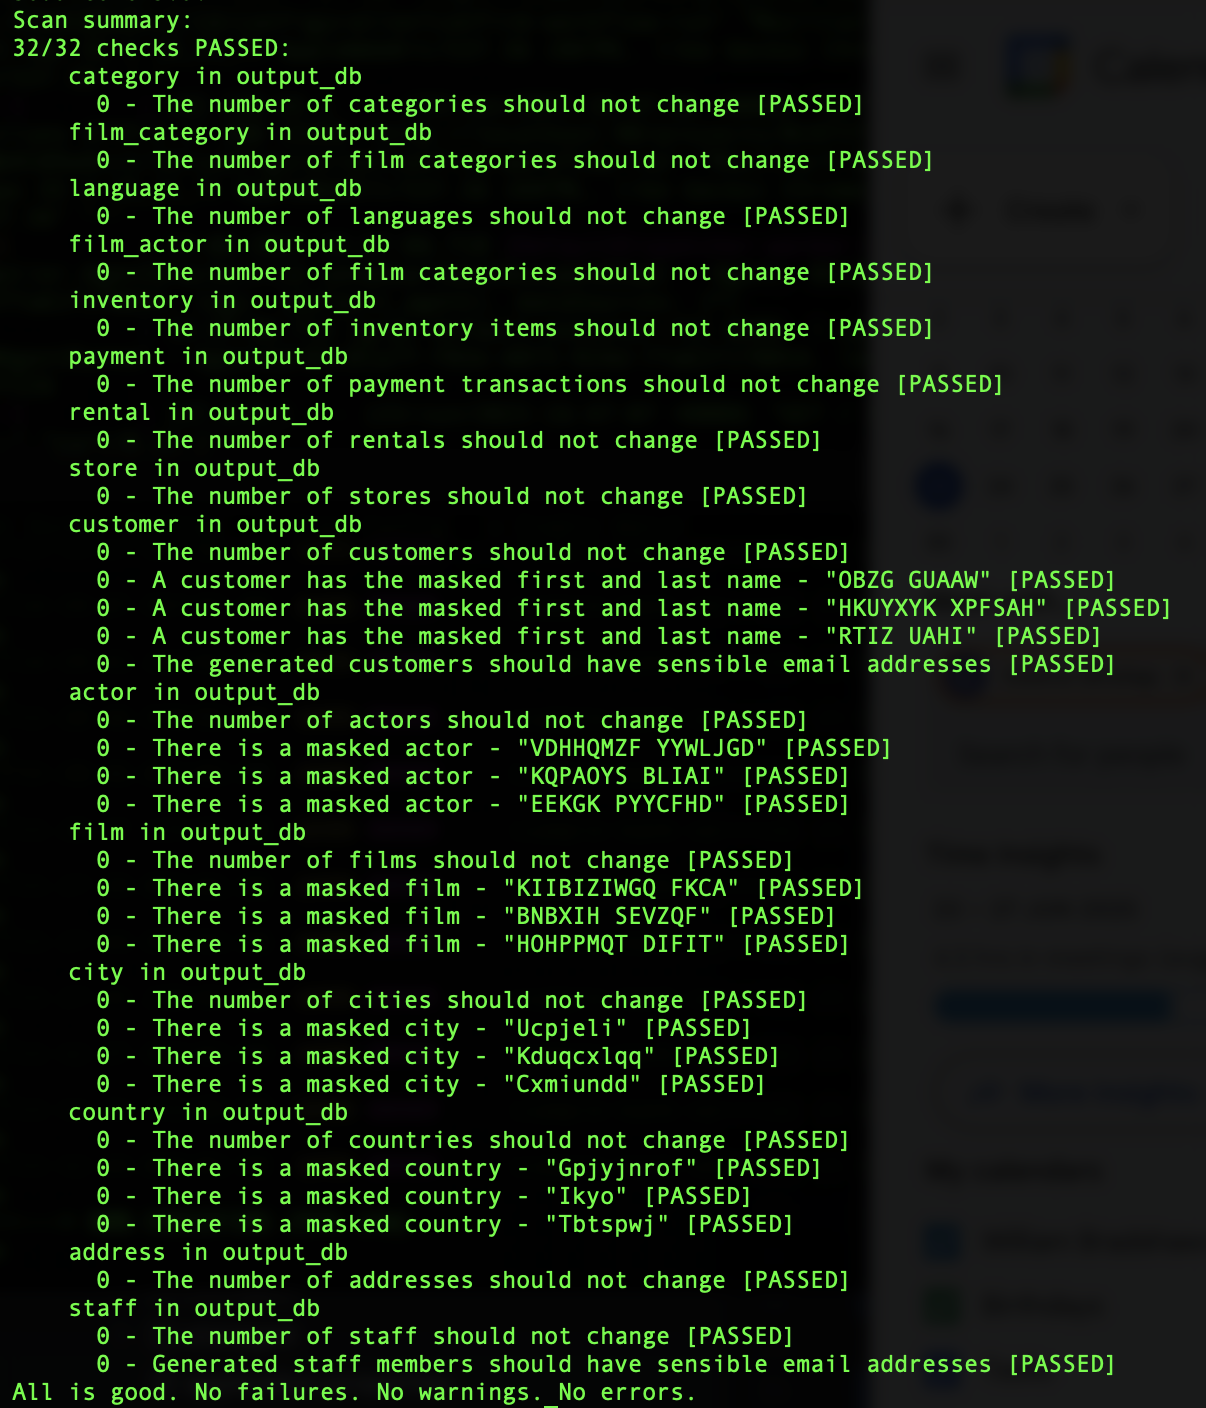 Scan summary:
32/32 checks PASSED:
    category in output_db
      0 - The number of categories should not change [PASSED]
    film_category in output_db
      0 - The number of film categories should not change [PASSED]
    language in output_db
      0 - The number of languages should not change [PASSED]
    film_actor in output_db
      0 - The number of film categories should not change [PASSED]
    inventory in output_db
      0 - The number of inventory items should not change [PASSED]
    payment in output_db
      0 - The number of payment transactions should not change [PASSED]
    rental in output_db
      0 - The number of rentals should not change [PASSED]
    store in output_db
      0 - The number of stores should not change [PASSED]
    customer in output_db
      0 - The number of customers should not change [PASSED]
      0 - A customer has the masked first and last name - "OBZG GUAAW" [PASSED]
      0 - A customer has the masked first and last name - "HKUYXYK XPFSAH" [PASSED]
      0 - A customer has the masked first and last name - "RTIZ UAHI" [PASSED]
      0 - The generated customers should have sensible email addresses [PASSED]
    actor in output_db
      0 - The number of actors should not change [PASSED]
      0 - There is a masked actor - "VDHHQMZF YYWLJGD" [PASSED]
      0 - There is a masked actor - "KQPAOYS BLIAI" [PASSED]
      0 - There is a masked actor - "EEKGK PYYCFHD" [PASSED]
    film in output_db
      0 - The number of films should not change [PASSED]
      0 - There is a masked film - "KIIBIZIWGQ FKCA" [PASSED]
      0 - There is a masked film - "BNBXIH SEVZQF" [PASSED]
      0 - There is a masked film - "HOHPPMQT DIFIT" [PASSED]
    city in output_db
      0 - The number of cities should not change [PASSED]
      0 - There is a masked city - "Ucpjeli" [PASSED]
      0 - There is a masked city - "Kduqcxlqq" [PASSED]
      0 - There is a masked city - "Cxmiundd" [PASSED]
    country in output_db
      0 - The number of countries should not change [PASSED]
      0 - There is a masked country - "Gpjyjnrof" [PASSED]
      0 - There is a masked country - "Ikyo" [PASSED]
      0 - There is a masked country - "Tbtspwj" [PASSED]
    address in output_db
      0 - The number of addresses should not change [PASSED]
    staff in output_db
      0 - The number of staff should not change [PASSED]
      0 - Generated staff members should have sensible email addresses [PASSED]
All is good. No failures. No warnings. No errors.